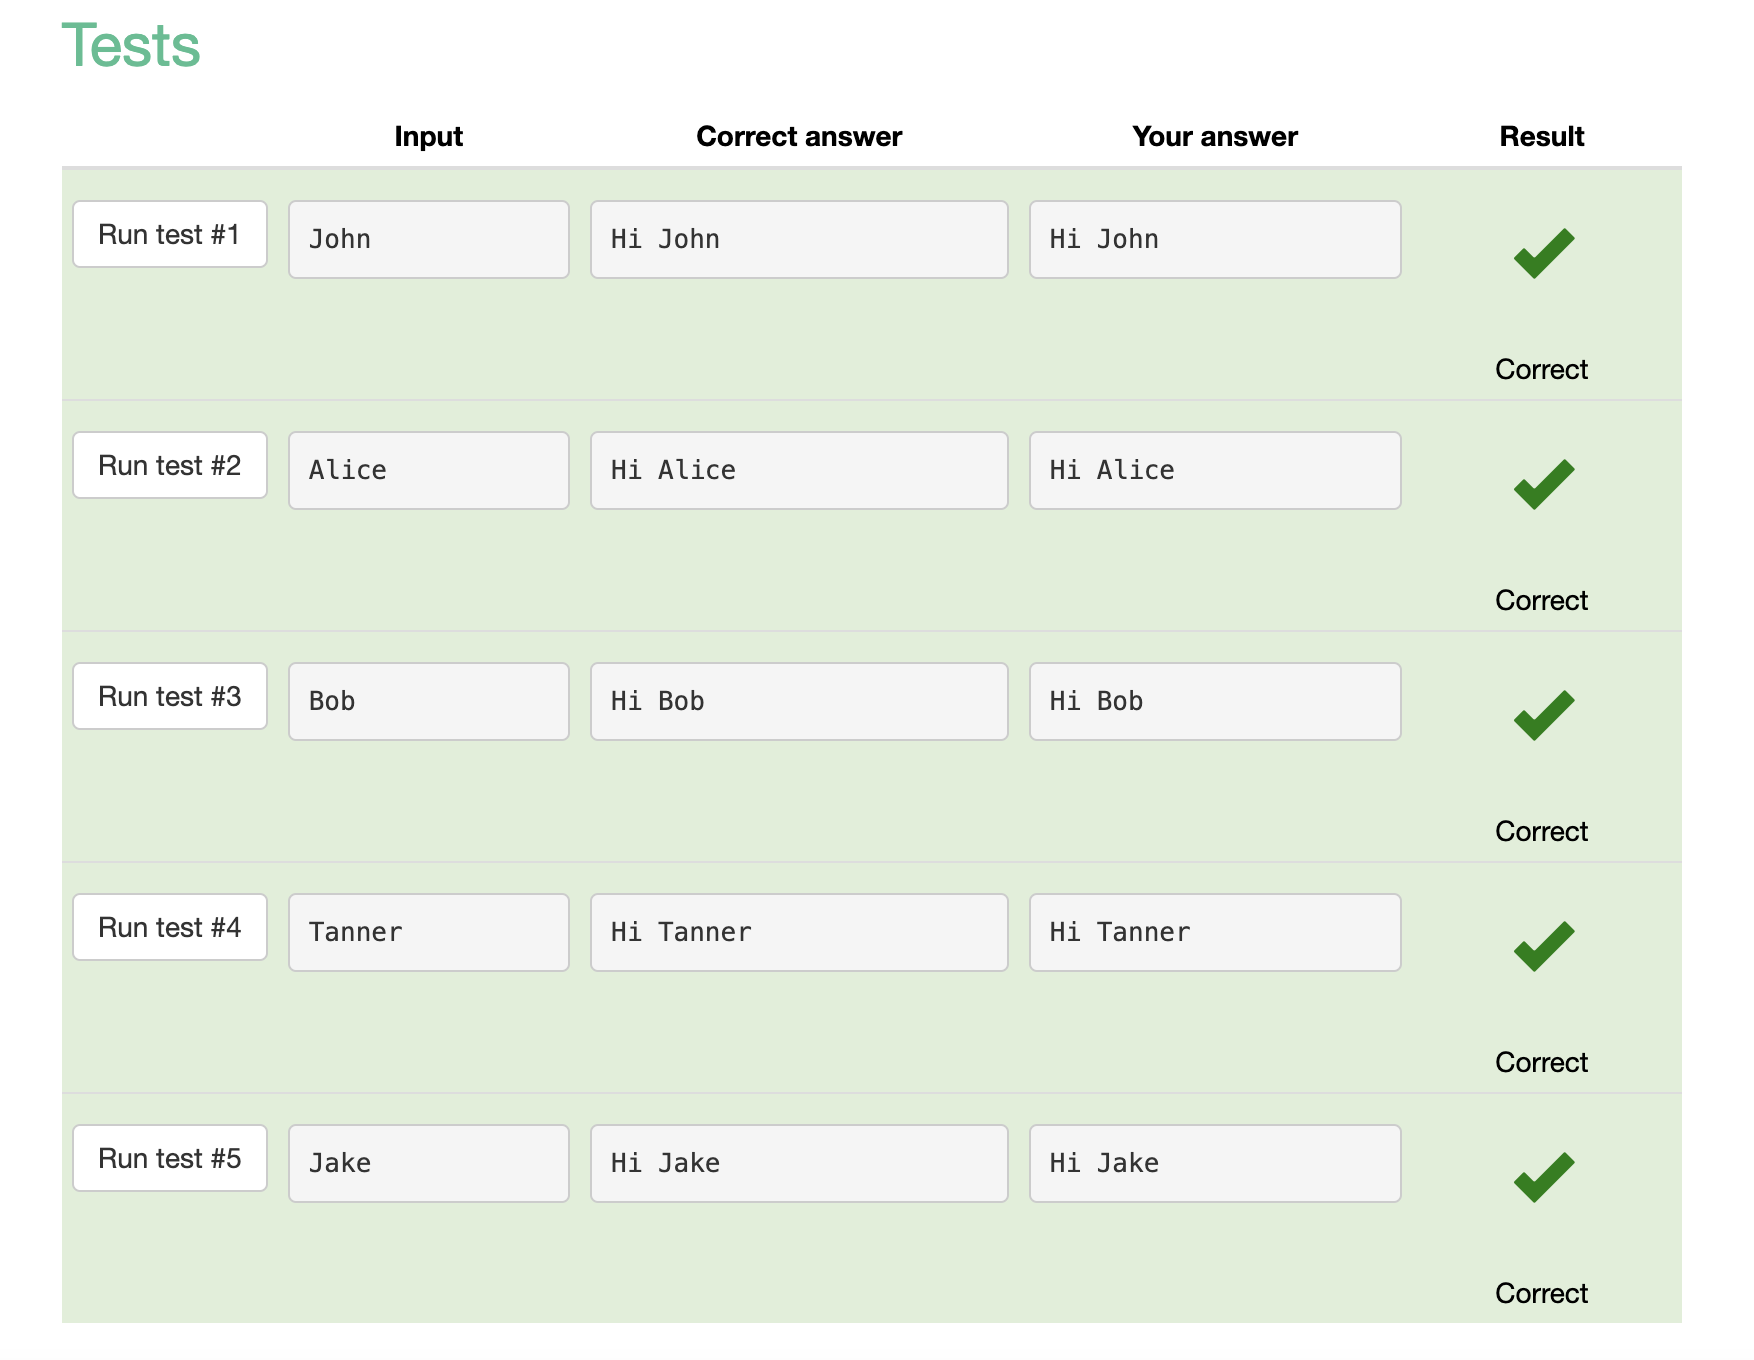 Tests
Input Correct answer Your answer Result
Run test #1 John Hi John Hi John
Correct
Run test #2 Alice Hi Alice Hi Alice
Correct
Run test #3 Bob Hi Bob Hi Bob
Correct
Run test #4 Tanner Hi Tanner Hi Tanner
Correct
Run test #5 Jake Hi Jake Hi Jake
Correct